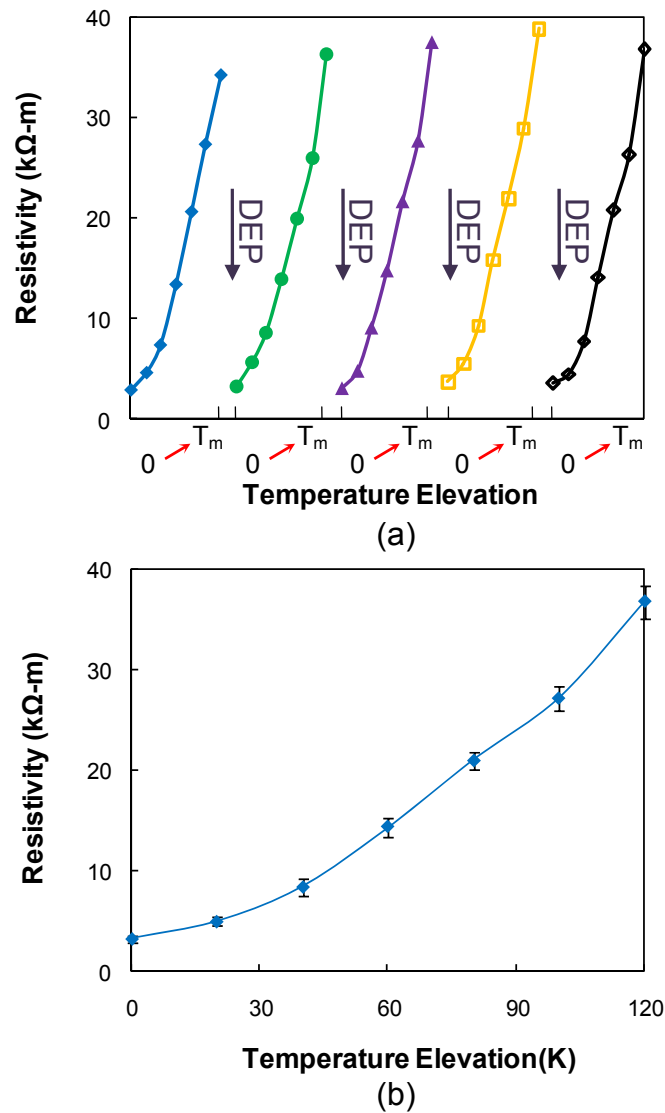 40
30
20
10
0
Resistivity (kΩ-m)
DEP DEP DEP DEP
0 Tm 0 Tm 0 Tm 0 Tm 0 Tm
Temperature Elevation
(a)
40
30
20
10
0
Resistivity (kΩ-m)
0 30 60 90 120
Temperature Elevation(K)
(b)